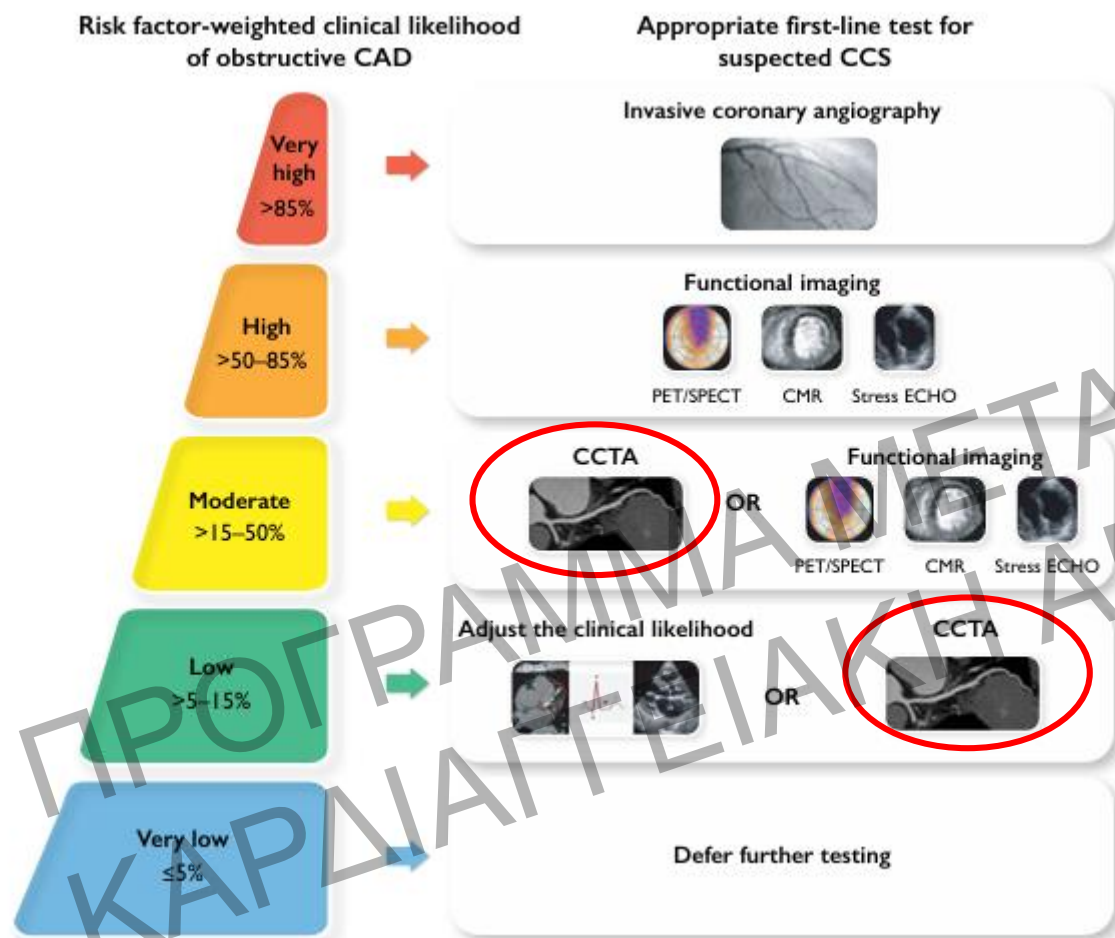 Risk factor-weighted clinical likelihood
of obstructive CAD
Appropriate first-line test for
suspected CCS
Very
high
>85%
Invasive coronary angiography
High
>50–85%
Functional imaging
PET/SPECT
CMR
Stress ECHO
Moderate
>15–50%
CCTA
OR
Functional imaging
PET/SPECT
CMR
Stress ECHO
Low
>5–15%
Adjust the clinical likelihood
OR
CCTA
Very low
≤5%
Defer further testing
ΠΡΟΓΡΑΜΜΑ ΜΕΤΑ
ΚΑΡΔΙΑΓΓΕΙΑΚΗ Α